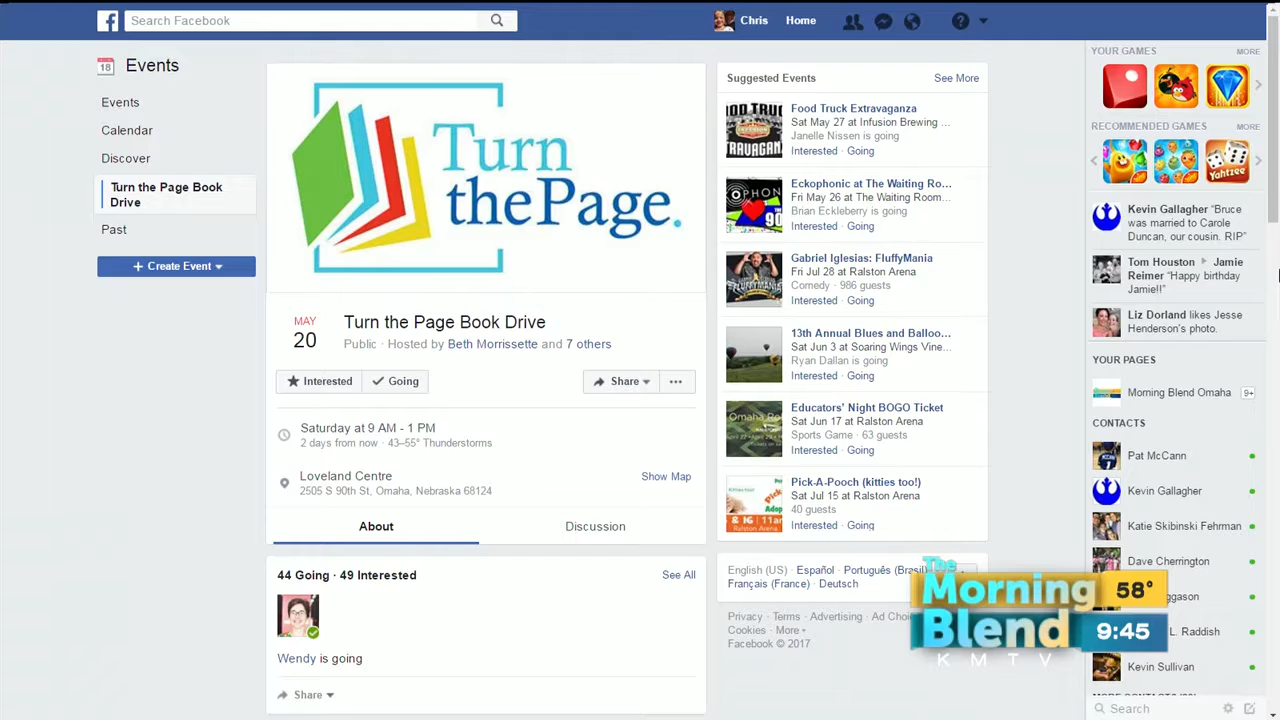 Search Facebook
Chris
Home
18
Events
Events
Calendar
Discover
Turn the Page Book
Drive
Past
Create Event
Turn
the Page.
MAY
20
Turn the Page Book Drive
Public · Hosted by Beth Morrissette and 7 others
Interested
Going
Share
Saturday at 9 AM - 1 PM
2 days from now · 43–55° Thunderstorms
Loveland Centre
2505 S 90th St, Omaha, Nebraska 68124
Show Map
About
Discussion
44 Going · 49 Interested
See All
Wendy is going
Share
Suggested Events
See More
Food Truck Extravaganza
Sat May 27 at Infusion Brewing ...
Janelle Nissen is going
Interested · Going
Eckophonic at The Waiting Ro...
Fri May 26 at The Waiting Room...
Brian Eckleberry is going
Interested · Going
Gabriel Iglesias: FluffyMania
Fri Jul 28 at Ralston Arena
Comedy · 986 guests
Interested · Going
13th Annual Blues and Balloo...
Sat Jun 3 at Soaring Wings Vine...
Ryan Dallan is going
Interested · Going
Educators' Night BOGO Ticket
Sat Jun 17 at Ralston Arena
Sports Game · 63 guests
Interested · Going
Pick-A-Pooch (kitties too!)
Sat Jul 15 at Ralston Arena
40 guests
Interested · Going
English (US) · Español · Português (Brasil)
Français (France) · Deutsch
Privacy · Terms · Advertising · Ad
Cookies · More
Facebook © 2017
YOUR GAMES
MORE
RECOMMENDED GAMES
MORE
Yahtzee
Kevin Gallagher “Bruce
was married to Carole
Duncan, our cousin. RIP”
Tom Houston ▸ Jamie
Reimer “Happy birthday
Jamie!!”
Liz Dorland likes Jesse
Henderson's photo.
YOUR PAGES
Morning Blend Omaha
9+
CONTACTS
Pat McCann
Kevin Gallagher
Katie Skibinski Fehrman
Dave Cherrington
L. Raddish
Kevin Sullivan
Search
The
Morning
Blend
KMTV
58°
9:45